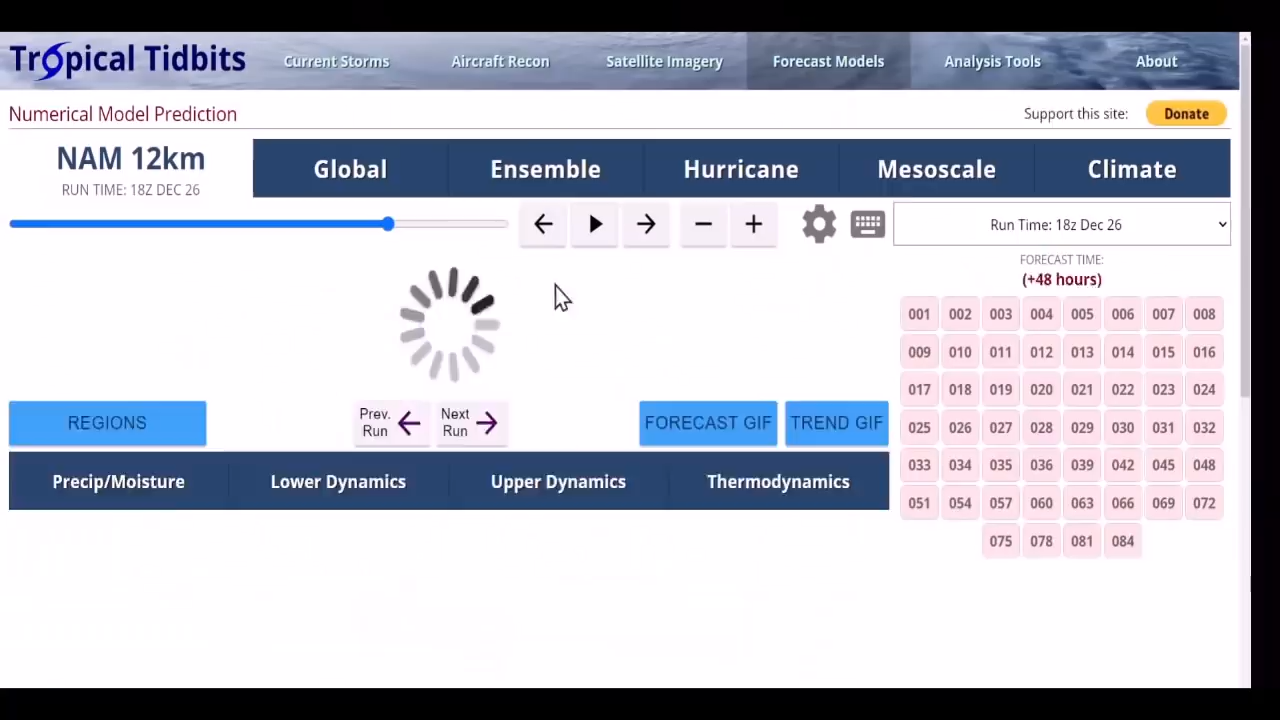 Tropical Tidbits
Current Storms
Aircraft Recon
Satellite Imagery
Forecast Models
Analysis Tools
About
Numerical Model Prediction
Support this site:
Donate
NAM 12km
RUN TIME: 18Z DEC 26
Global
Ensemble
Hurricane
Mesoscale
Climate
Run Time: 18z Dec 26
FORECAST TIME:
(+48 hours)
001 002 003 004 005 006 007 008
009 010 011 012 013 014 015 016
017 018 019 020 021 022 023 024
025 026 027 028 029 030 031 032
033 034 035 036 039 042 045 048
051 054 057 060 063 066 069 072
075 078 081 084
REGIONS
Prev.
Run
Next
Run
FORECAST GIF
TREND GIF
Precip/Moisture
Lower Dynamics
Upper Dynamics
Thermodynamics